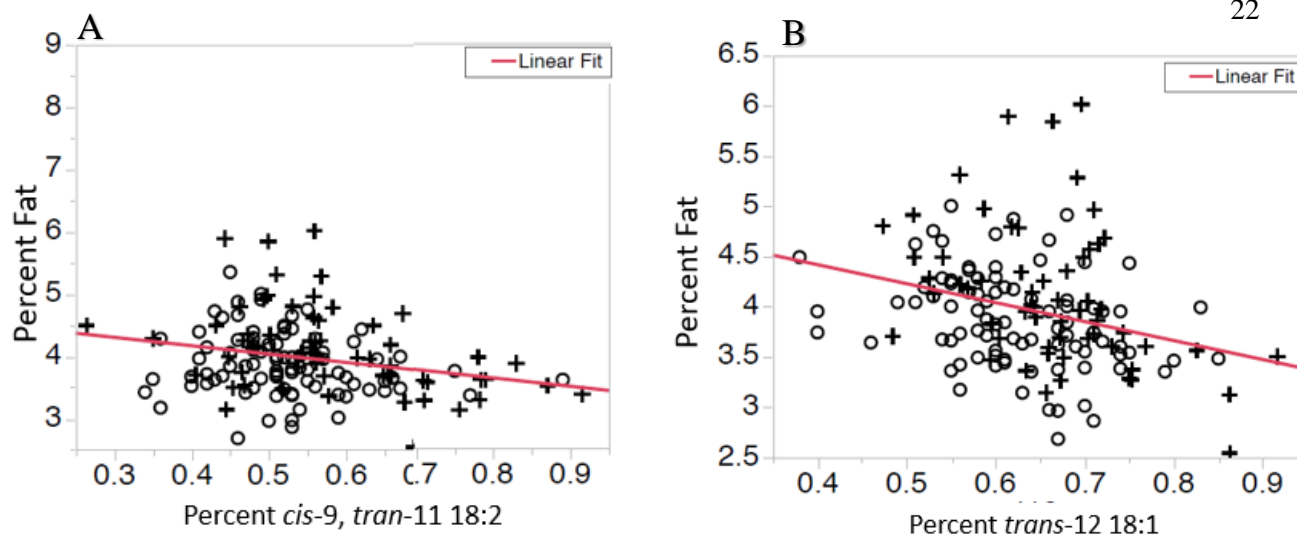 22
A
B
9
8
7
6
5
4
3
Percent Fat
Linear Fit
0.3 0.4 0.5 0.6 0.7 0.8 0.9
Percent cis-9, tran-11 18:2
6.5
6
5.5
5
4.5
4
3.5
3
2.5
Percent Fat
Linear Fit
0.4 0.5 0.6 0.7 0.8 0.9
Percent trans-12 18:1